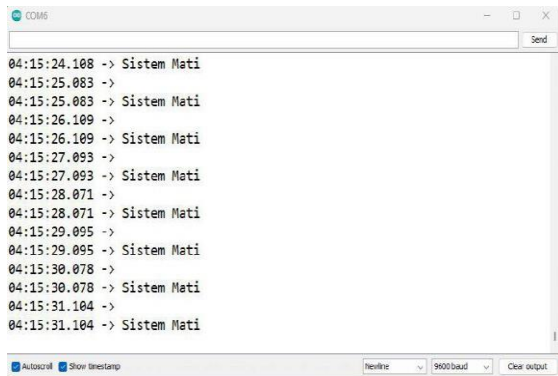 COM6
Send
04:15:24.108 -> Sistem Mati
04:15:25.083 ->
04:15:25.083 -> Sistem Mati
04:15:26.109 ->
04:15:26.109 -> Sistem Mati
04:15:27.093 ->
04:15:27.093 -> Sistem Mati
04:15:28.071 ->
04:15:28.071 -> Sistem Mati
04:15:29.095 ->
04:15:29.095 -> Sistem Mati
04:15:30.078 ->
04:15:30.078 -> Sistem Mati
04:15:31.104 ->
04:15:31.104 -> Sistem Mati
Autoscroll Show timestamp Newline 9600 baud Clear output